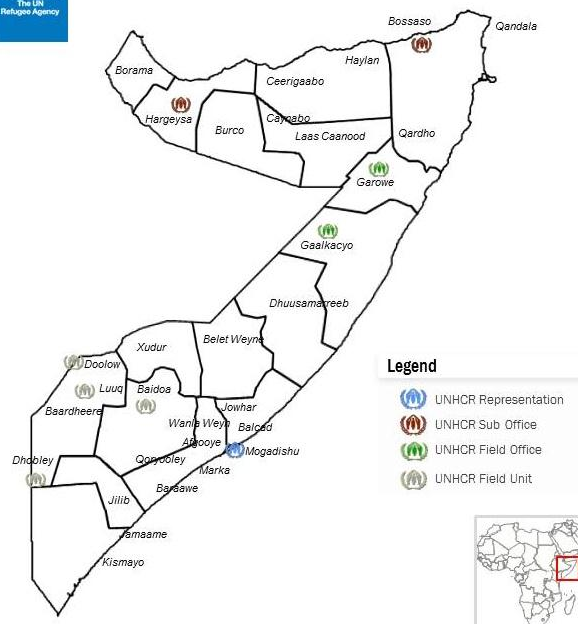 The UN
Refugee Agency
Bossaso
Qandala
Haylan
Borama
Ceerigaabo
Hargeysa
Caynabo
Burco
Laas Caanood
Qardho
Garowe
Gaalkacyo
Dhuusamarreeb
Belet Weyne
Xudur
Doolow
Luuq
Baidoa
Baardheere
Jowhar
Wanla Weyn
Balcad
Afgooye
Mogadishu
Dhobley
Qoryooley
Marka
Baraawe
Jilib
Jamaame
Kismayo
Legend
UNHCR Representation
UNHCR Sub Office
UNHCR Field Office
UNHCR Field Unit